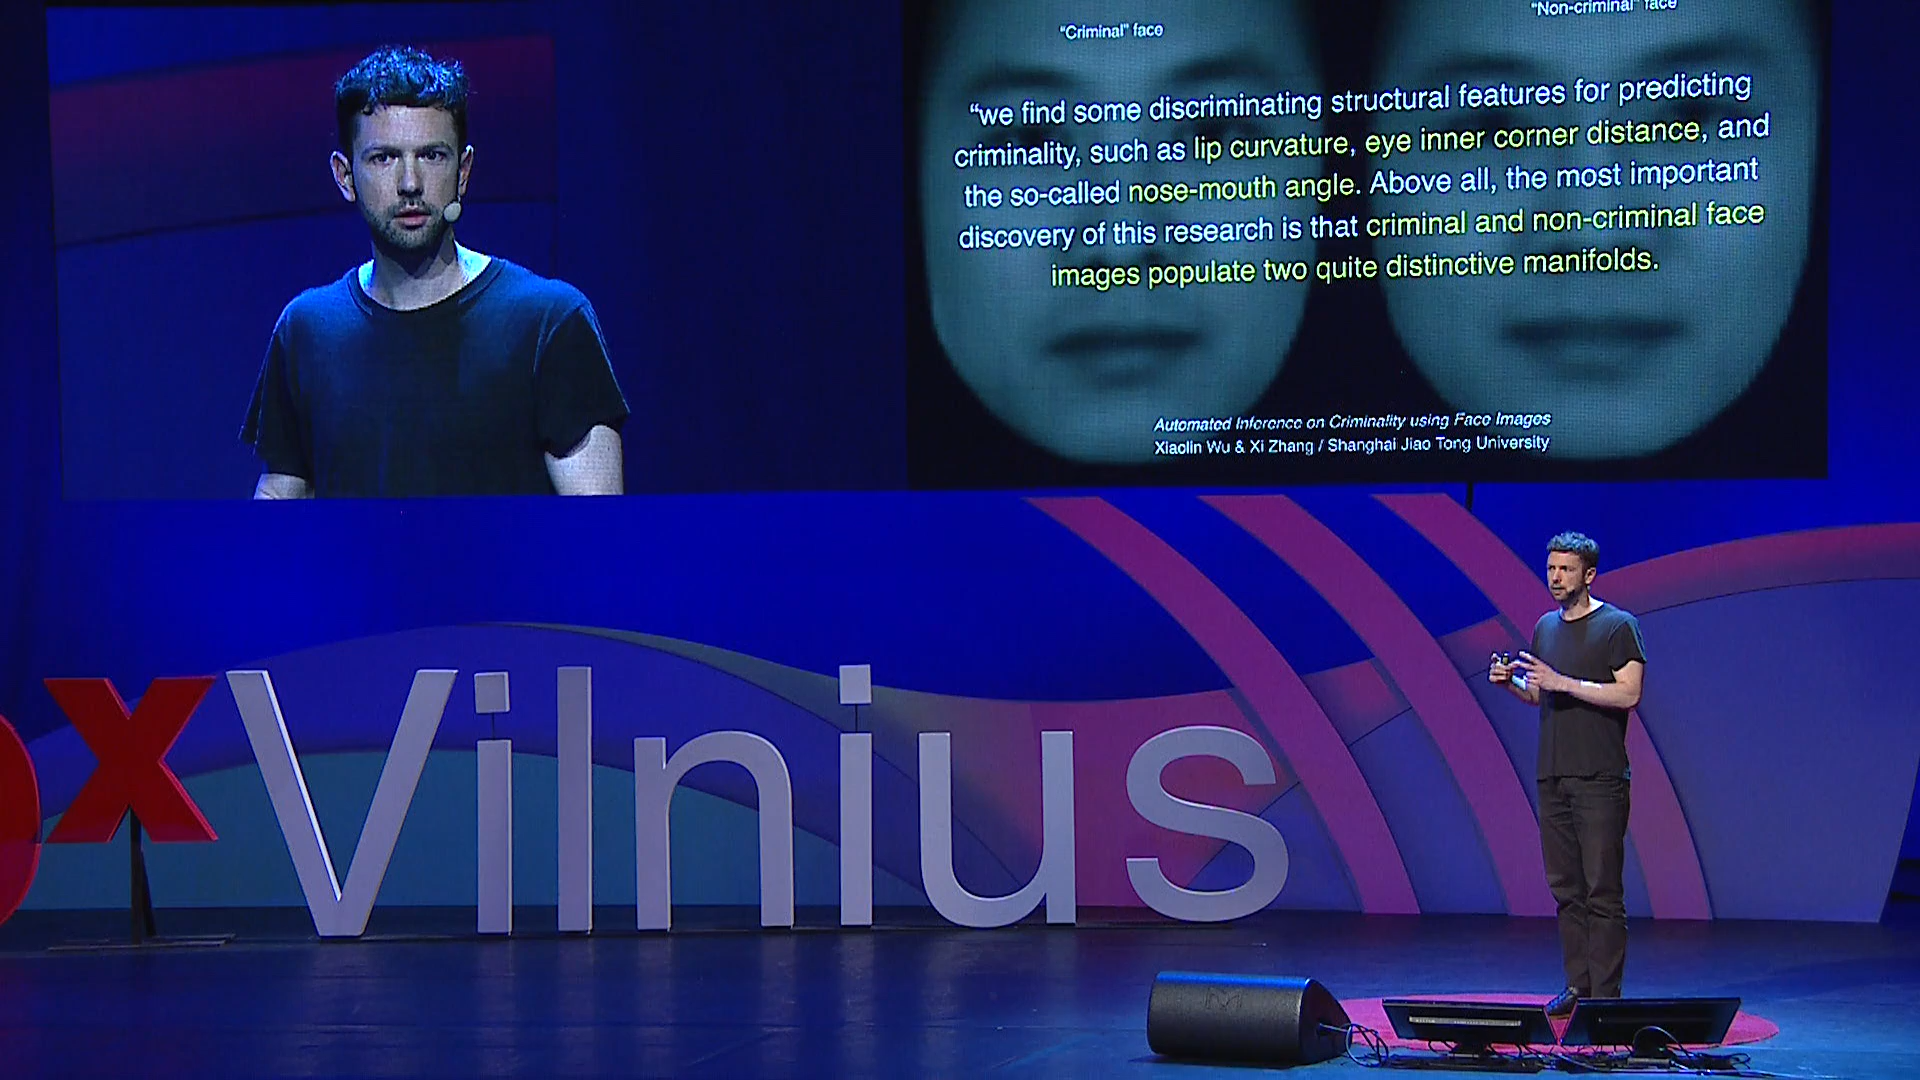 "Criminal" face
"Non-criminal" face
"we find some discriminating structural features for predicting
criminality, such as lip curvature, eye inner corner distance, and
the so-called nose-mouth angle. Above all, the most important
discovery of this research is that criminal and non-criminal face
images populate two quite distinctive manifolds.
Automated Inference on Criminality using Face Images
Xiaolin Wu & Xi Zhang / Shanghai Jiao Tong University
xVilnius